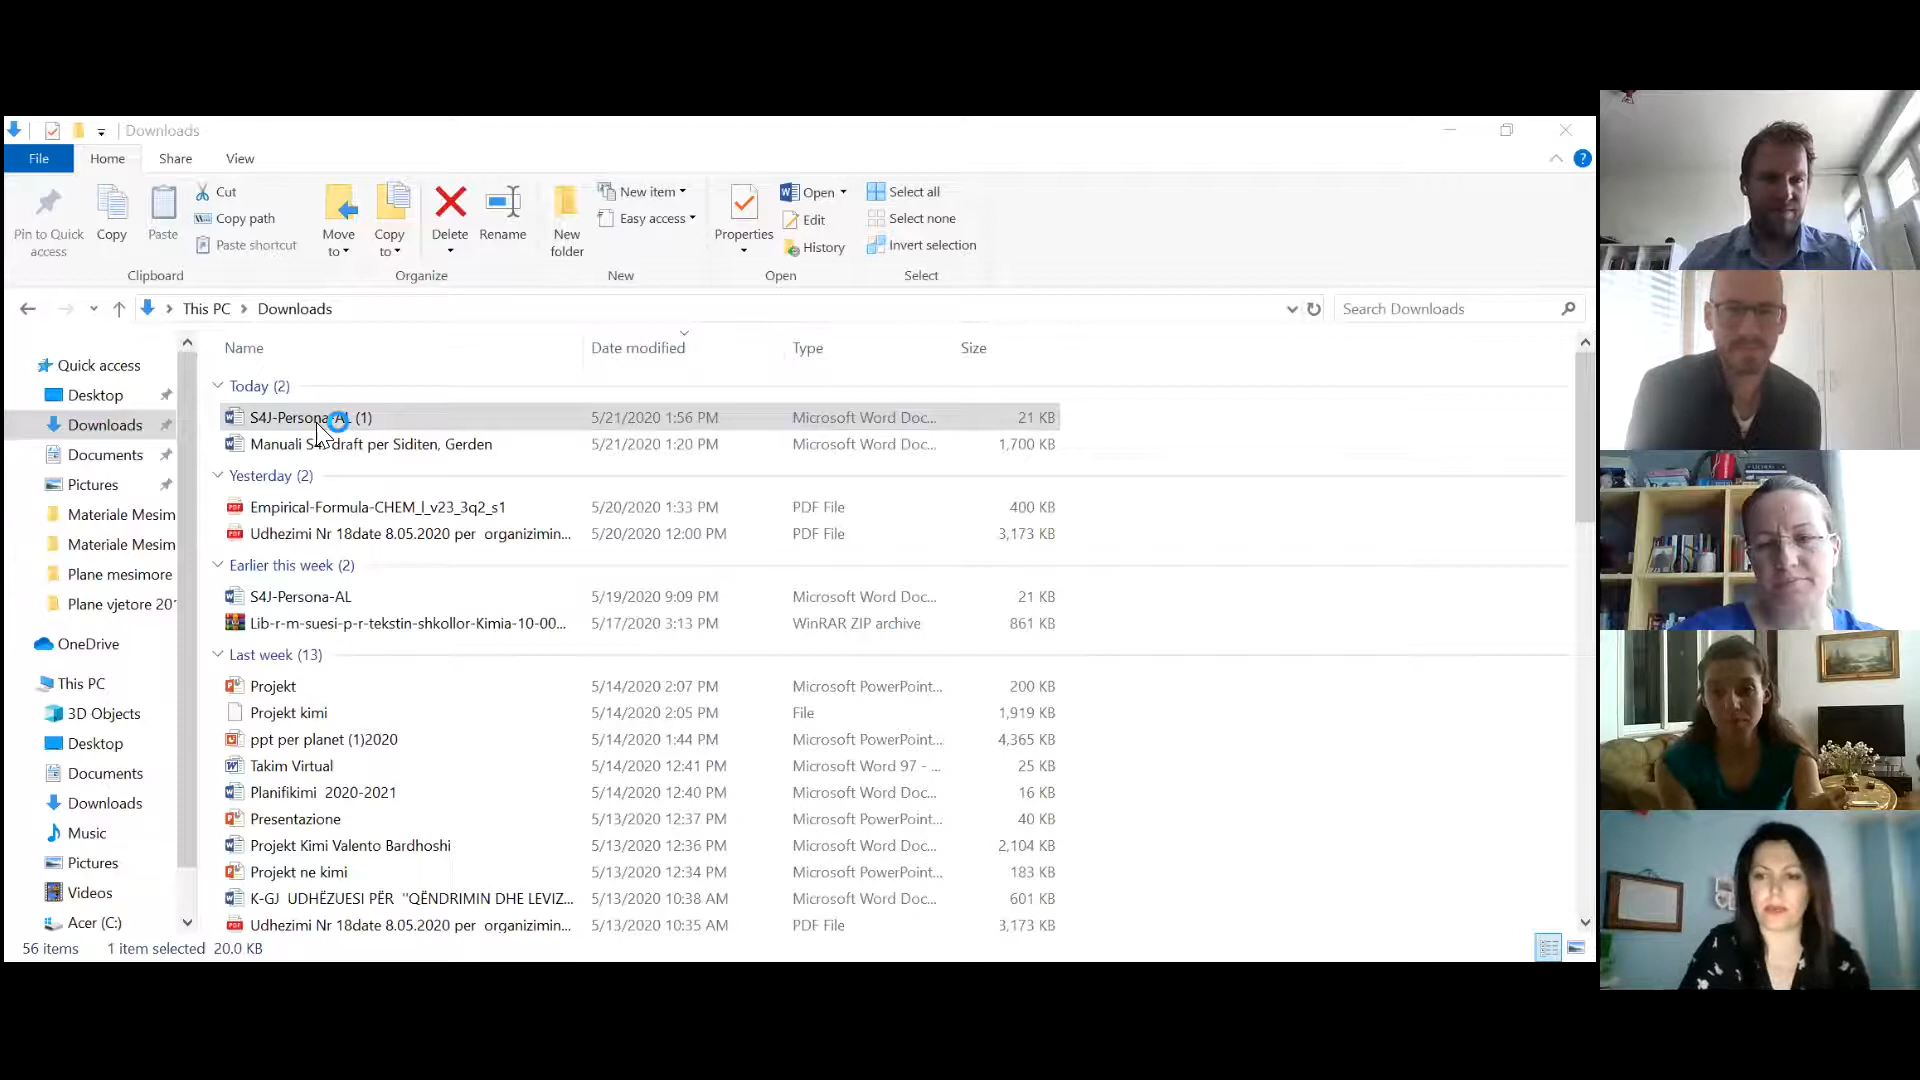 Downloads
File Home Share View
Pin to Quick access
Copy
Paste
Cut
Copy path
Paste shortcut
Clipboard
Move to
Copy to
Delete
Rename
Organize
New folder
New item
Easy access
New
Properties
Open
Edit
History
Open
Select all
Select none
Invert selection
Select
This PC > Downloads
Search Downloads
Quick access
Desktop
Downloads
Documents
Pictures
Materiale Mesim
Materiale Mesim
Plane mesimore
Plane vjetore 20
OneDrive
This PC
3D Objects
Desktop
Documents
Downloads
Music
Pictures
Videos
Acer (C:)
Name Date modified Type Size
Today (2)
S4J-Persona-AL (1) 5/21/2020 1:56 PM Microsoft Word Doc... 21 KB
Manuali draft per Siditen, Gerden 5/21/2020 1:20 PM Microsoft Word Doc... 1,700 KB
Yesterday (2)
Empirical-Formula-CHEM_l_v23_3q2_s1 5/20/2020 1:33 PM PDF File 400 KB
Udhezimi Nr 18date 8.05.2020 per organizimin... 5/20/2020 12:00 PM PDF File 3,173 KB
Earlier this week (2)
S4J-Persona-AL 5/19/2020 9:09 PM Microsoft Word Doc... 21 KB
Lib-r-m-suesi-p-r-tekstin-shkollor-Kimia-10-00... 5/17/2020 3:13 PM WinRAR ZIP archive 861 KB
Last week (13)
Projekt 5/14/2020 2:07 PM Microsoft PowerPoint... 200 KB
Projekt kimi 5/14/2020 2:05 PM File 1,919 KB
ppt per planet (1)2020 5/14/2020 1:44 PM Microsoft PowerPoint... 4,365 KB
Takim Virtual 5/14/2020 12:41 PM Microsoft Word 97 - ... 25 KB
Planifikimi 2020-2021 5/14/2020 12:40 PM Microsoft Word Doc... 16 KB
Presentazione 5/13/2020 12:37 PM Microsoft PowerPoint... 40 KB
Projekt Kimi Valento Bardhoshi 5/13/2020 12:36 PM Microsoft Word Doc... 2,104 KB
Projekt ne kimi 5/13/2020 12:34 PM Microsoft PowerPoint... 183 KB
K-GJ UDHËZUESI PËR "QËNDRIMIN DHE LEVIZ... 5/13/2020 10:38 AM Microsoft Word Doc... 601 KB
Udhezimi Nr 18date 8.05.2020 per organizimin... 5/13/2020 10:35 AM PDF File 3,173 KB
56 items 1 item selected 20.0 KB